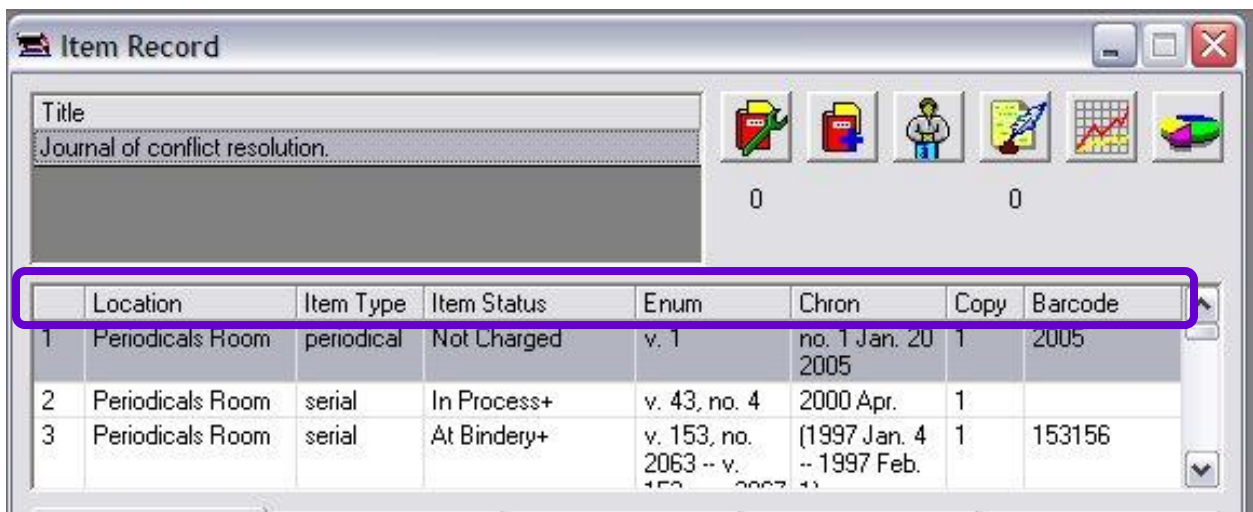 Item Record
Title
Journal of conflict resolution.
0 0
Location Item Type Item Status Enum Chron Copy Barcode
1 Periodicals Room periodical Not Charged v. 1 no. 1 Jan. 20 1 2005
2005
2 Periodicals Room serial In Process+ v. 43, no. 4 2000 Apr. 1
3 Periodicals Room serial At Bindery+ v. 153, no. (1997 Jan. 4 1 153156
2063 -- v. -- 1997 Feb.